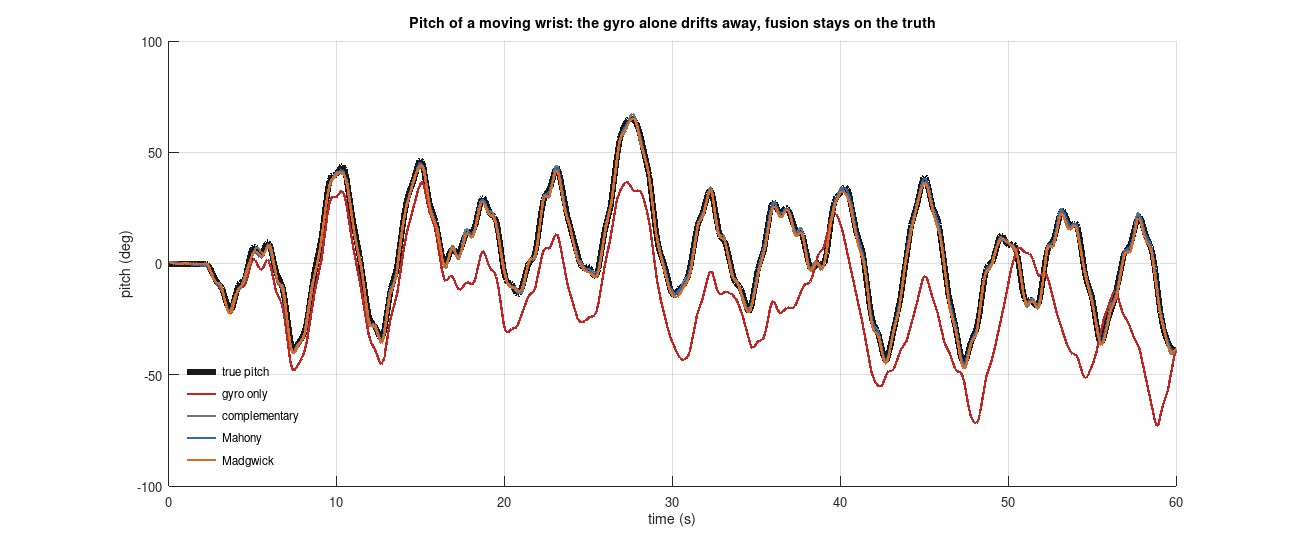 Pitch of a moving wrist: the gyro alone drifts away, fusion stays on the truth
100
50
0
-50
-100
pitch (deg)
true pitch
gyro only
complementary
Mahony
Madgwick
0 10 20 30 40 50 60
time (s)